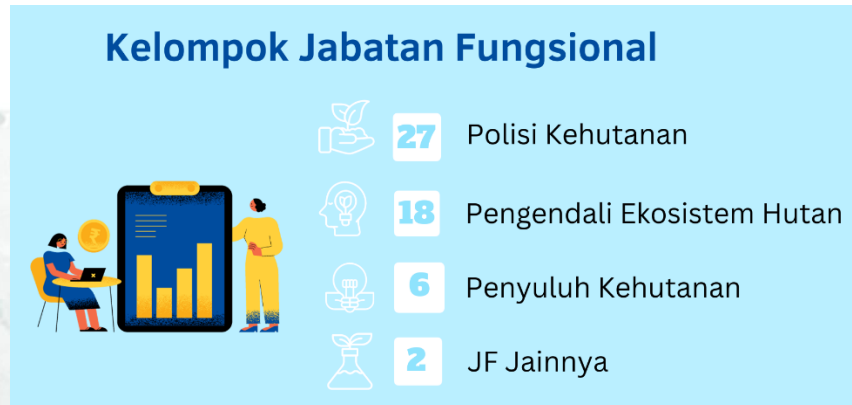 Kelompok Jabatan Fungsional
27 Polisi Kehutanan
18 Pengendali Ekosistem Hutan
6 Penyuluh Kehutanan
2 JF Jainnya